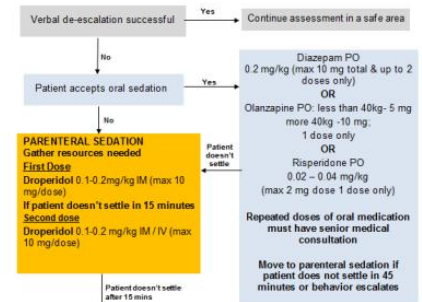 Verbal de-escalation successful
Yes
Continue assessment in a safe area
No
Patient accepts oral sedation
Yes
Diazepam PO
0.2 mg/kg (max 10 mg total & up to 2
doses only)
OR
Olanzapine PO: less than 40kg- 5 mg
more 40kg -10 mg;
1 dose only
OR
Risperidone PO
0.02 – 0.04 mg/kg
(max 2 mg dose 1 dose only)
Repeated doses of oral medication
must have senior medical
consultation
Move to parenteral sedation if
patient does not settle in 45
minutes or behavior escalates
No
Patient
doesn't
settle
PARENTERAL SEDATION
Gather resources needed
First Dose
Droperidol 0.1-0.2mg/kg IM (max 10
mg/dose)
If patient doesn't settle in 15 minutes
Second dose
Droperidol 0.1-0.2 mg/kg IM / IV (max
10 mg/dose)
Patient doesn't settle
after 15 mins